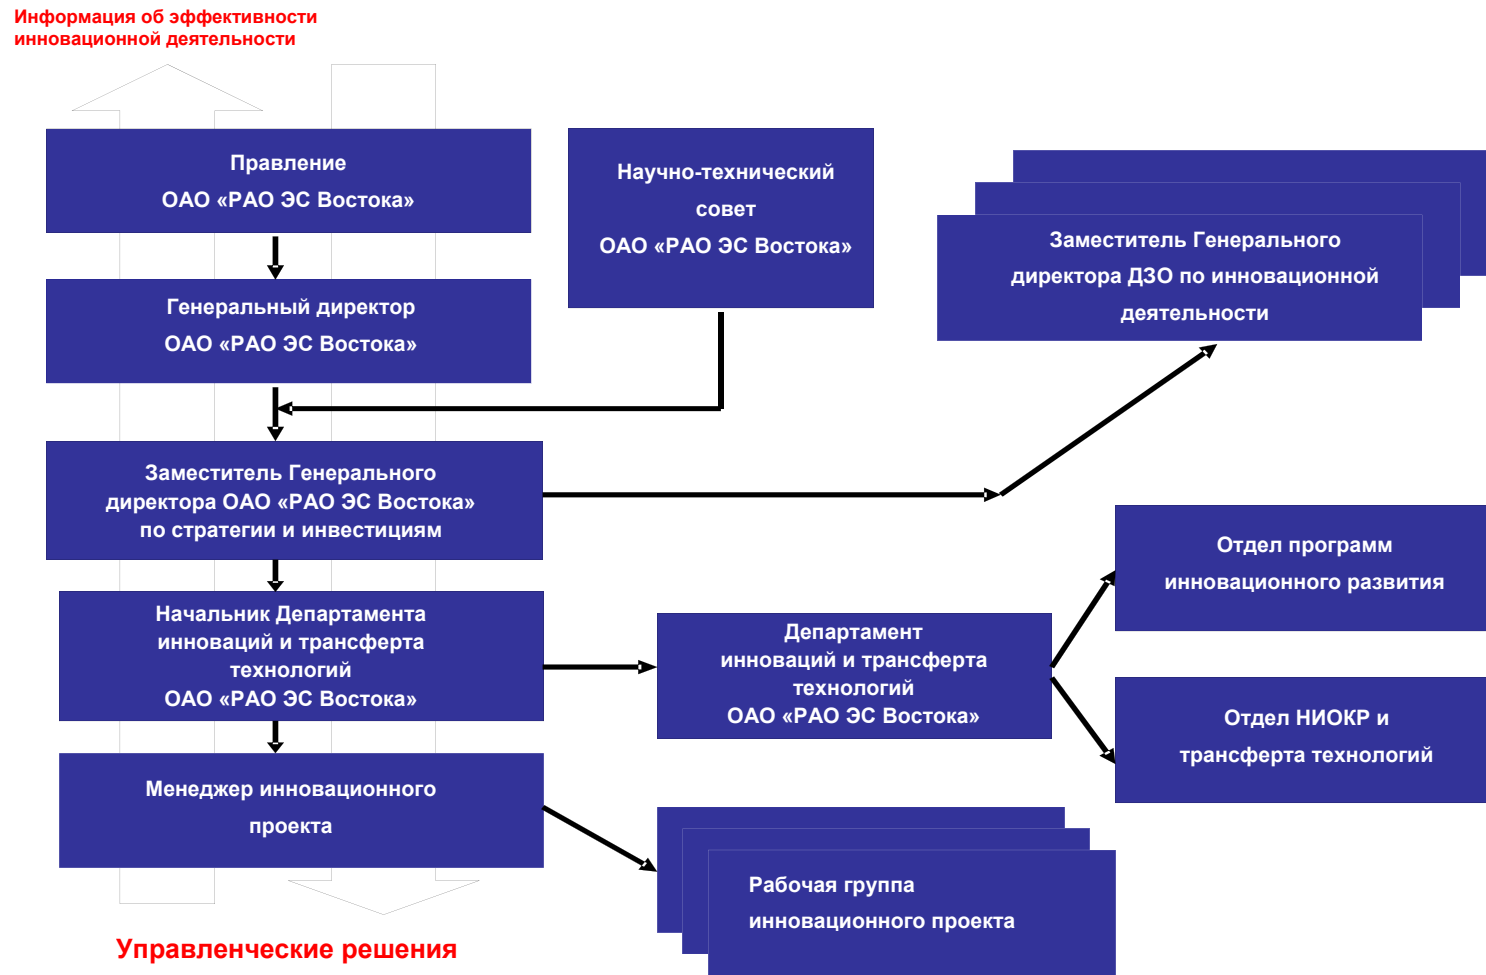 Информация об эффективности
инновационной деятельности
Правление
ОАО «РАО ЭС Востока»
Научно-технический
совет
ОАО «РАО ЭС Востока»
Заместитель Генерального
директора ДЗО по инновационной
деятельности
Генеральный директор
ОАО «РАО ЭС Востока»
Заместитель Генерального
директора ОАО «РАО ЭС Востока»
по стратегии и инвестициям
Отдел программ
инновационного развития
Начальник Департамента
инноваций и трансферта
технологий
ОАО «РАО ЭС Востока»
Департамент
инноваций и трансферта
технологий
ОАО «РАО ЭС Востока»
Отдел НИОКР и
трансферта технологий
Менеджер инновационного
проекта
Рабочая группа
инновационного проекта
Управленческие решения